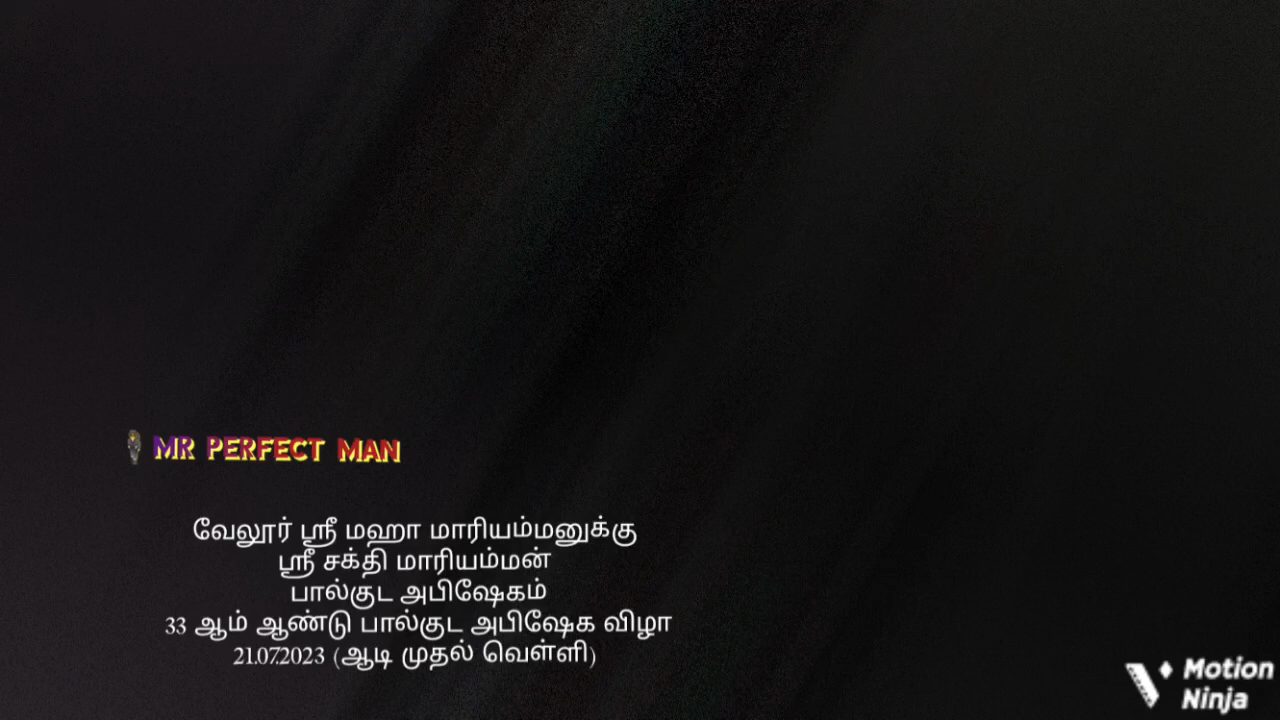 MR PERFECT MAN
வேலூர் ஸ்ரீ மஹா மாரியம்மனுக்கு
ஸ்ரீ சக்தி மாரியம்மன்
பால்குட அபிஷேகம்
33 ஆம் ஆண்டு பால்குட அபிஷேக விழா
21.07.2023 (ஆடி முதல் வெள்ளி)
Motion
Ninja